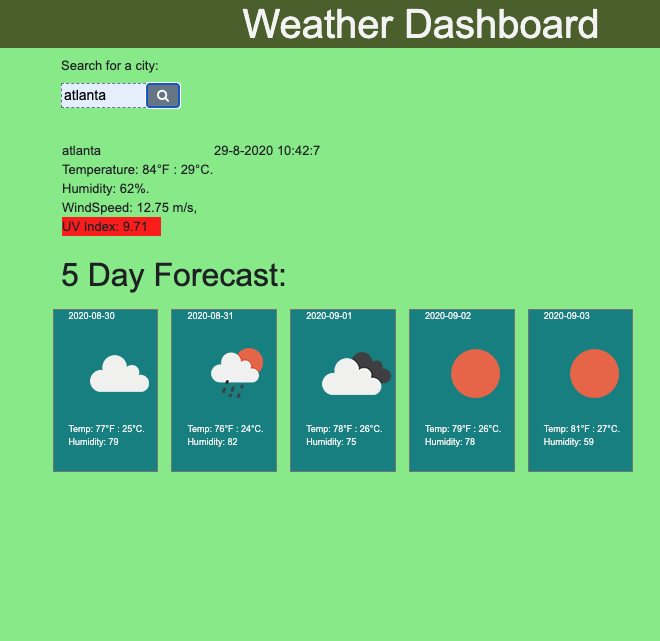 Weather Dashboard
Search for a city:
atlanta
atlanta 29-8-2020 10:42:7
Temperature: 84°F : 29°C.
Humidity: 62%.
WindSpeed: 12.75 m/s,
UV Index: 9.71
5 Day Forecast:
2020-08-30
Temp: 77°F : 25°C.
Humidity: 79
2020-08-31
Temp: 76°F : 24°C.
Humidity: 82
2020-09-01
Temp: 78°F : 26°C.
Humidity: 75
2020-09-02
Temp: 79°F : 26°C.
Humidity: 78
2020-09-03
Temp: 81°F : 27°C.
Humidity: 59